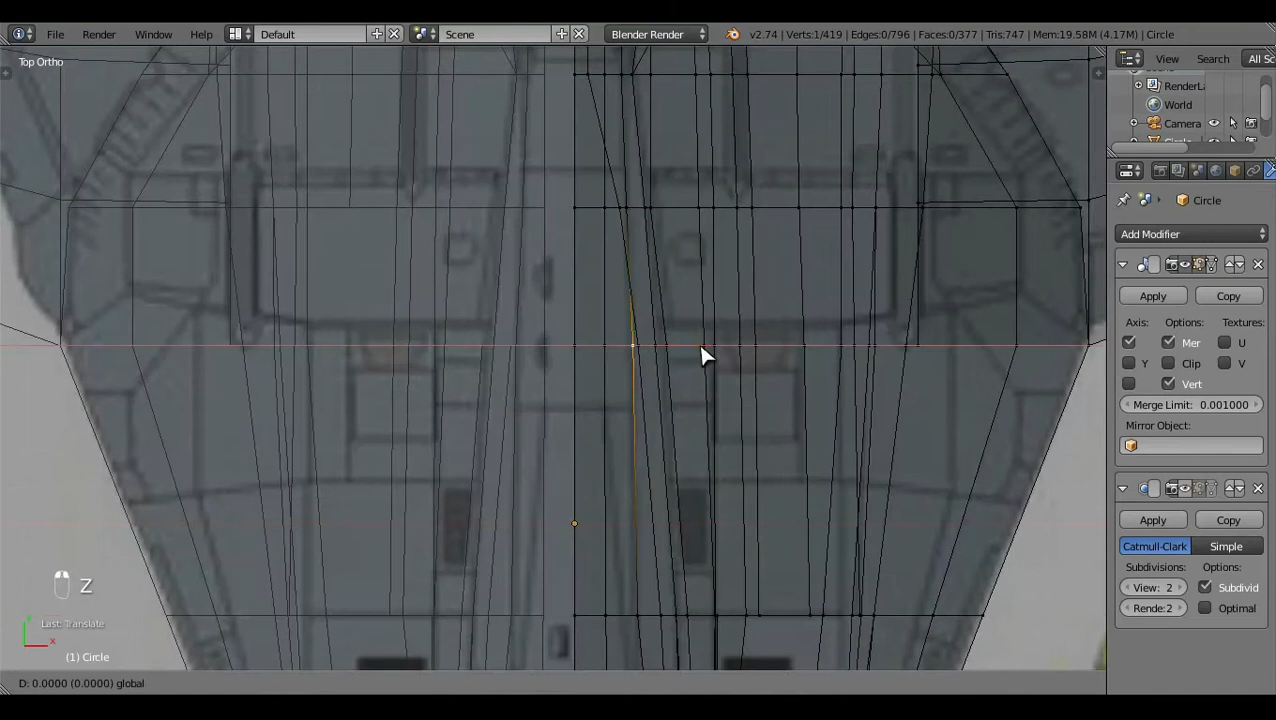 File Render Window Help Default Scene Blender Render v2.74 | Verts:1/419 | Edges:0/796 | Faces:0/377 | Tris:747 | Mem:19.58M (4.17M) | Circle
Top Ortho
View Search All Sc
RenderLa
World
Camera
Circle
Add Modifier
Apply Copy
Axis: Options: Textures:
Mer U
Y Clip V
Vert
Merge Limit: 0.001000
Mirror Object:
Apply Copy
Catmull-Clark Simple
Subdivisions: Options:
View: 2 Subdivid
Rende:2 Optimal
Z
Last: Translate
y
x
(1) Circle
D: 0.0000 (0.0000) global